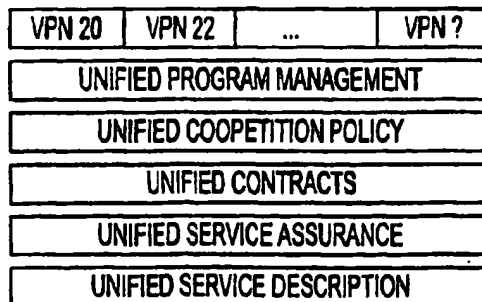 VPN 20 VPN 22 ... VPN ?
UNIFIED PROGRAM MANAGEMENT
UNIFIED COOPETITION POLICY
UNIFIED CONTRACTS
UNIFIED SERVICE ASSURANCE
UNIFIED SERVICE DESCRIPTION